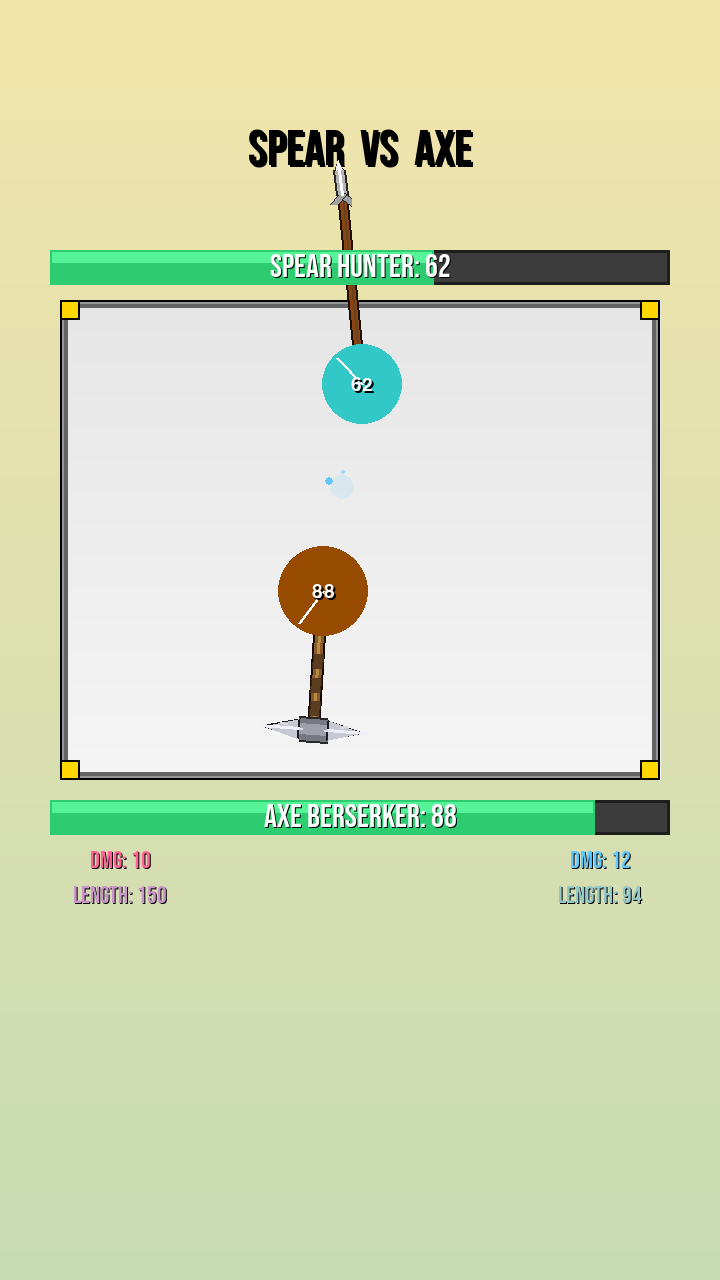 SPEAR VS AXE
SPEAR HUNTER: 62
62
88
AXE BERSERKER: 88
DMG: 10
DMG: 12
LENGTH: 150
LENGTH: 94